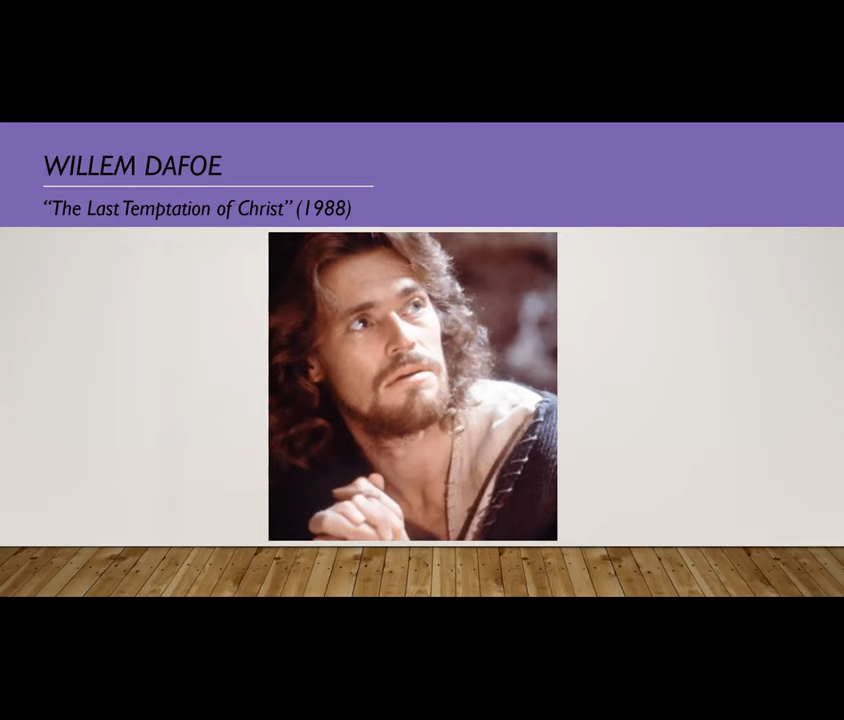 WILLEM DAFOE
“The Last Temptation of Christ” (1988)